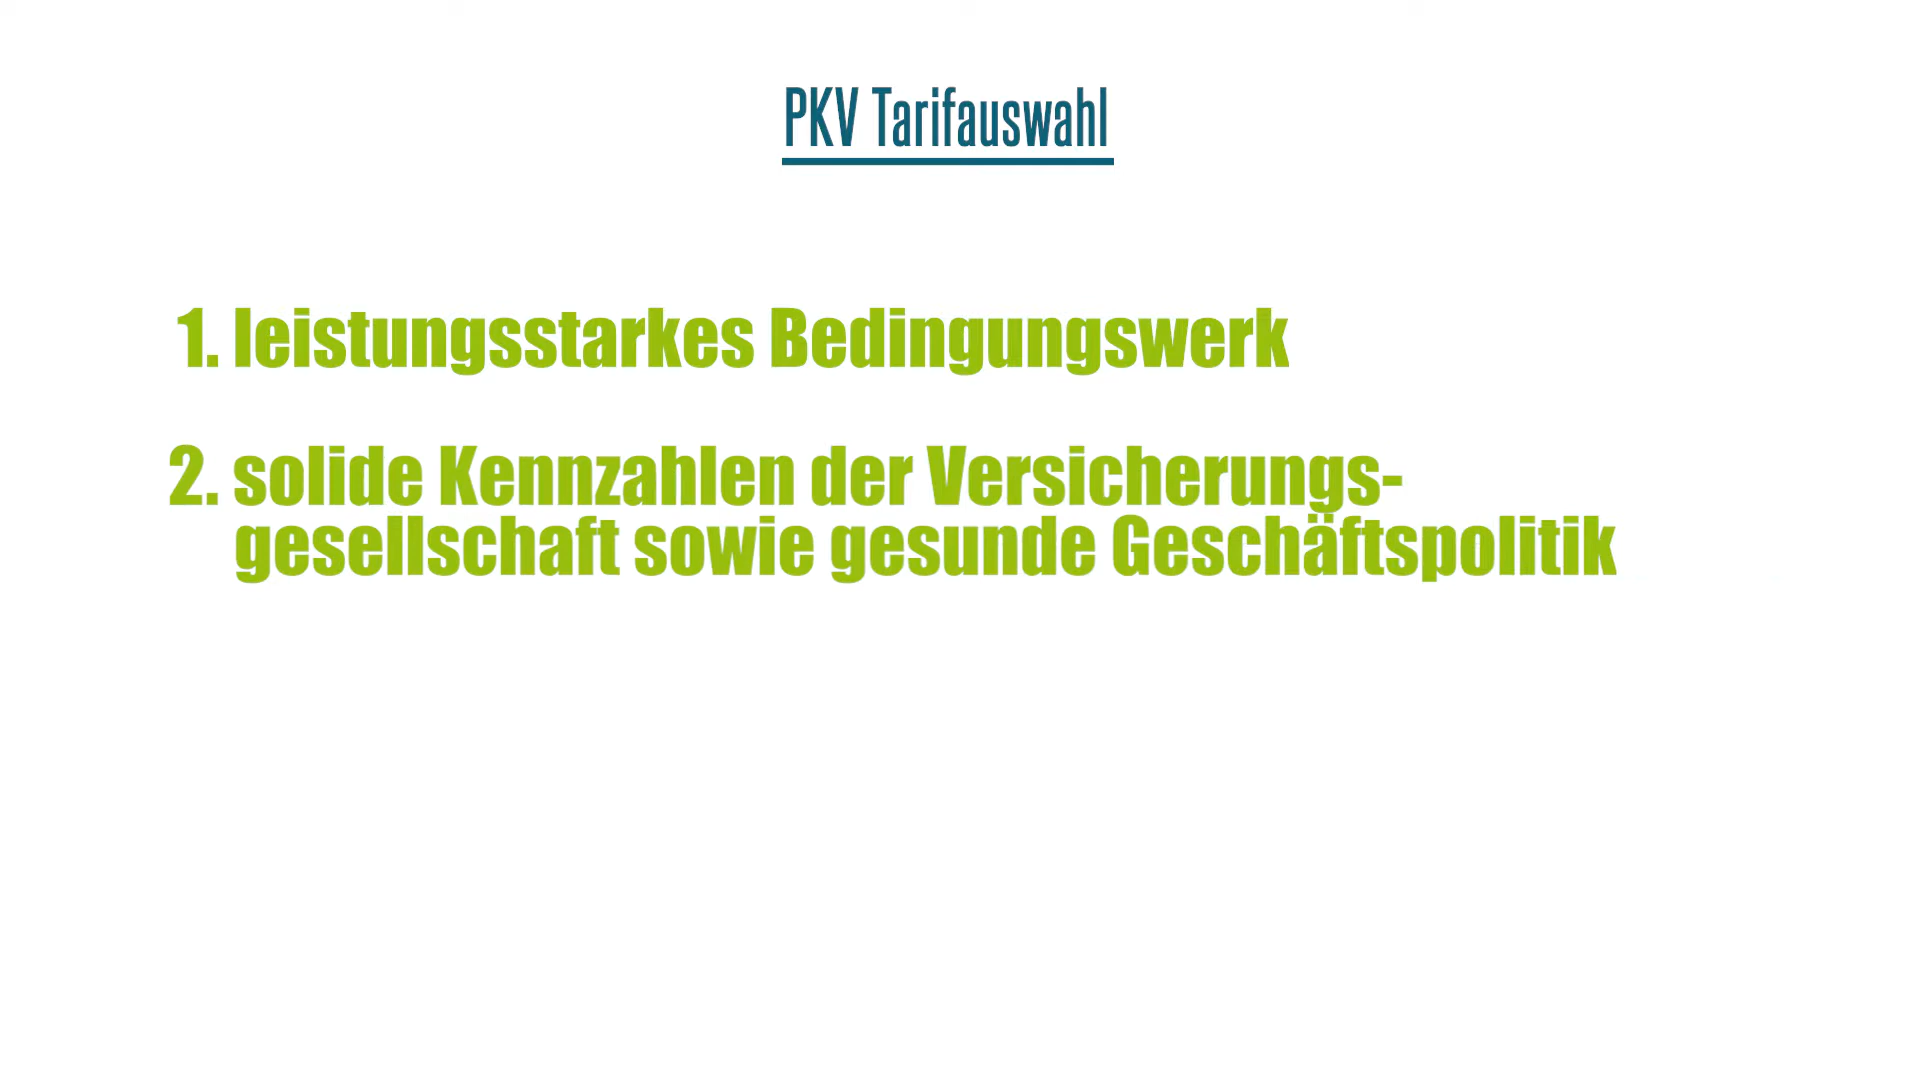 PKV Tarifauswahl
1. leistungsstarkes Bedingungswerk
2. solide Kennzahlen der Versicherungs-
gesellschaft sowie gesunde Geschäftspolitik